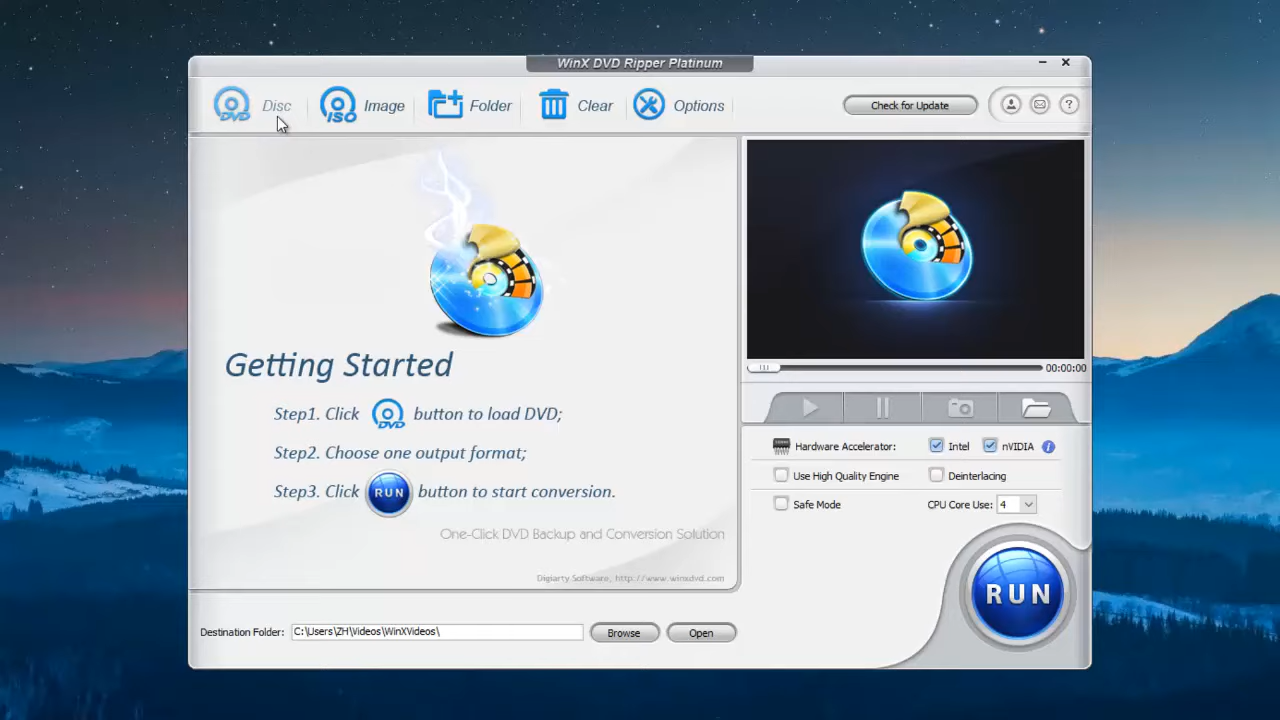 WinX DVD Ripper Platinum
Disc
Image
Folder
Clear
Options
Check for Update
?
DVD
ISO
Getting Started
Step1. Click DVD button to load DVD;
Step2. Choose one output format;
Step3. Click RUN button to start conversion.
One-Click DVD Backup and Conversion Solution
Digiarty Software, http://www.winxdvd.com
00:00:00
Hardware Accelerator: Intel nVIDIA i
Use High Quality Engine Deinterlacing
Safe Mode CPU Core Use: 4
RUN
Destination Folder: C:\Users\ZH\Videos\WinXVideos\ Browse Open